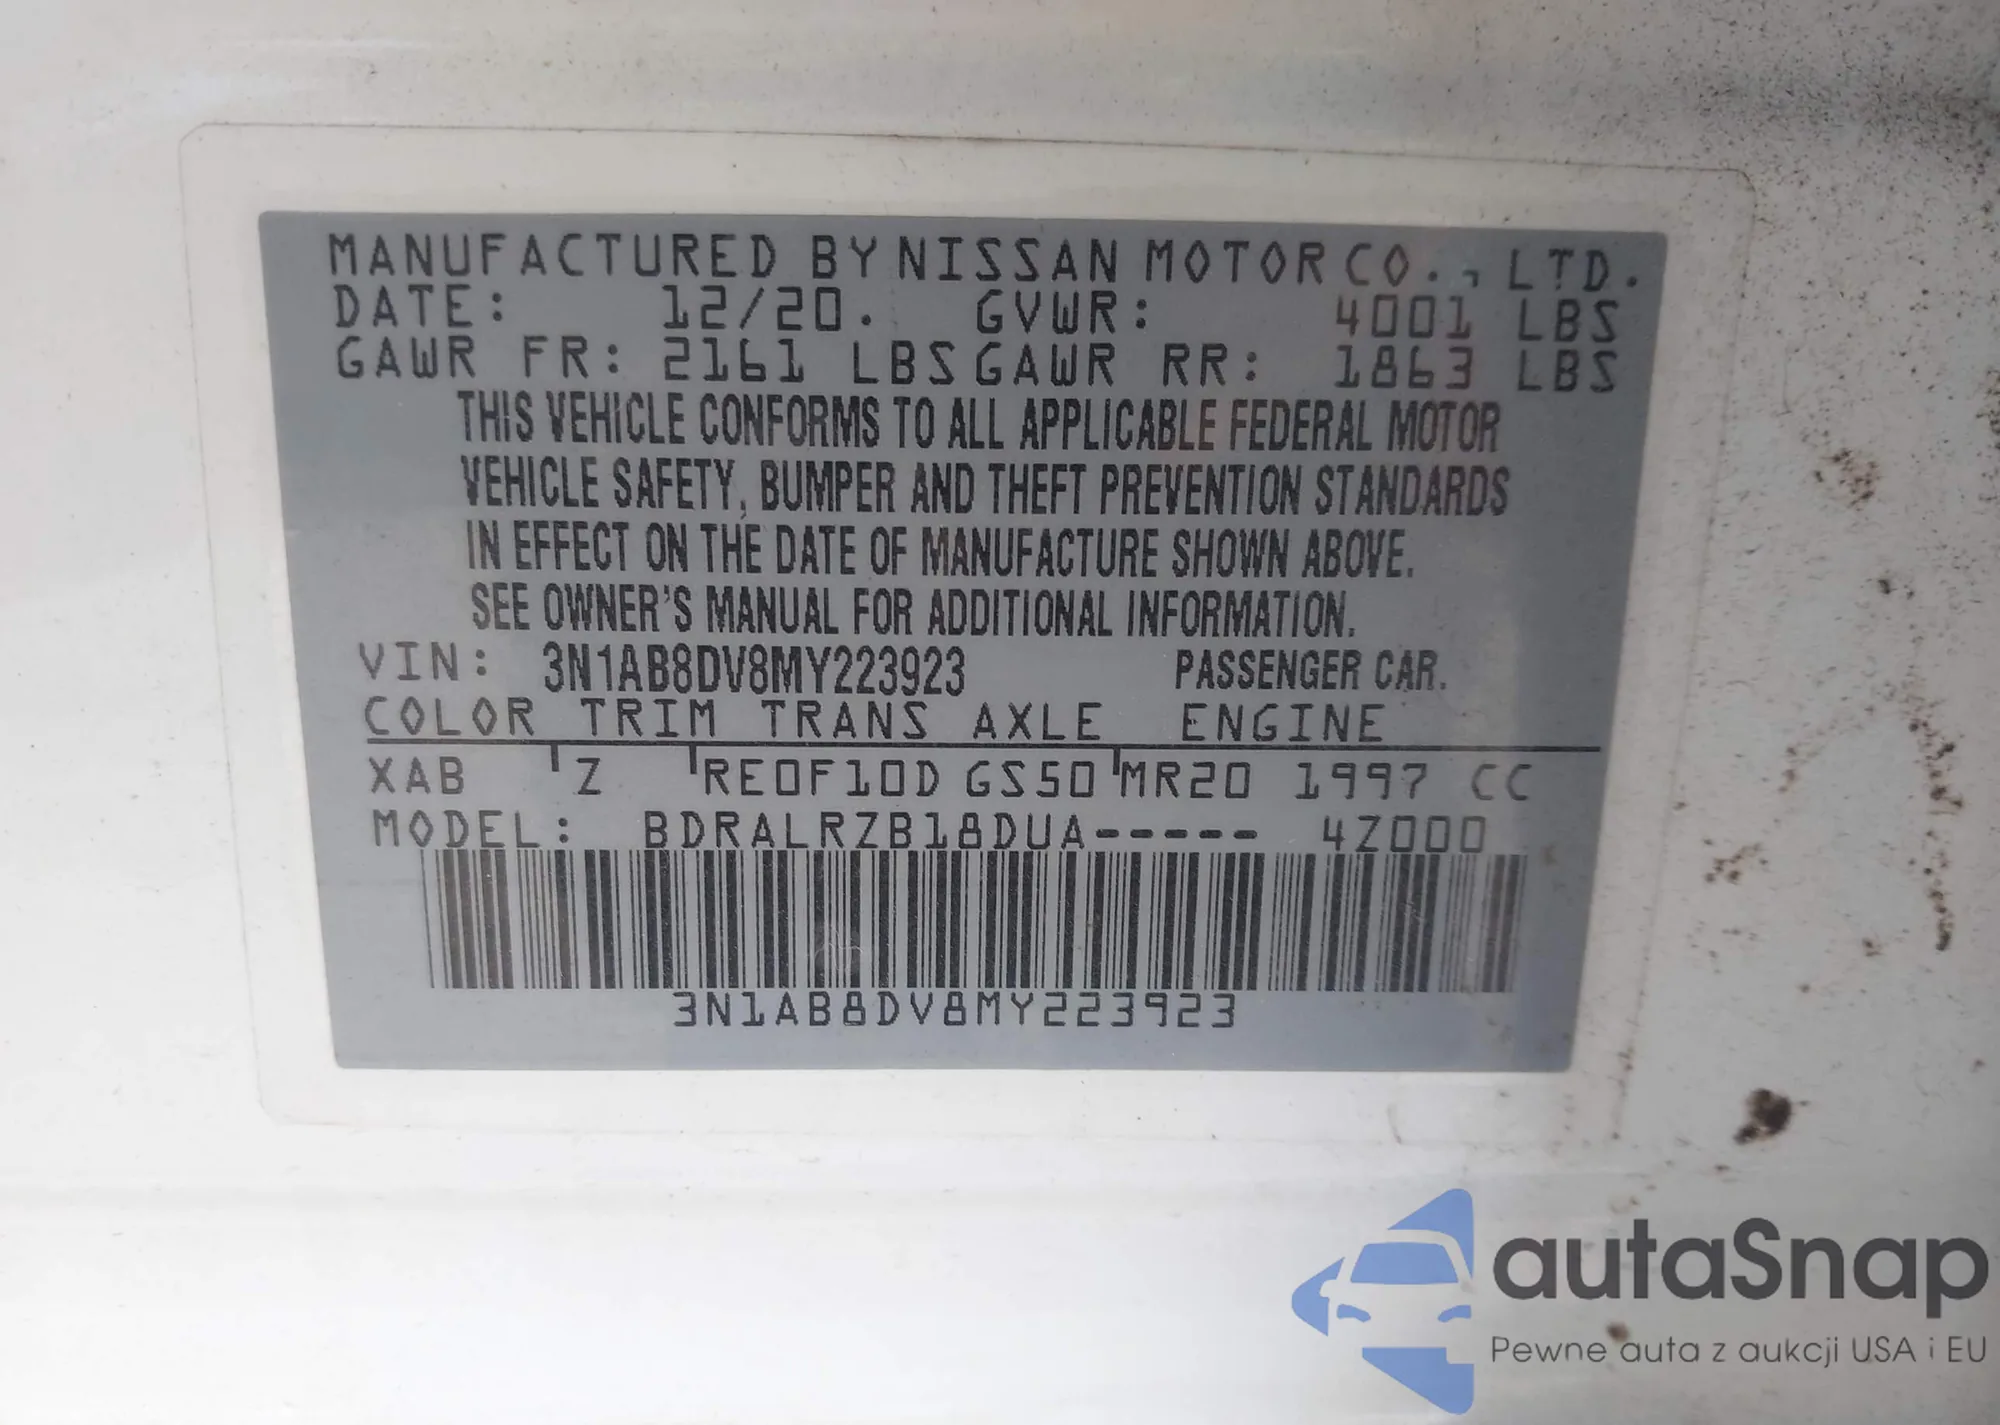 MANUFACTURED BY NISSAN MOTOR CO., LTD.
DATE: 12/20. GVWR: 4001 LBS
GAWR FR: 2161 LBS GAWR RR: 1863 LBS
THIS VEHICLE CONFORMS TO ALL APPLICABLE FEDERAL MOTOR
VEHICLE SAFETY, BUMPER AND THEFT PREVENTION STANDARDS
IN EFFECT ON THE DATE OF MANUFACTURE SHOWN ABOVE.
SEE OWNER'S MANUAL FOR ADDITIONAL INFORMATION.
VIN: 3N1AB8DV8MY223923 PASSENGER CAR.
COLOR TRIM TRANS AXLE ENGINE
XAB Z RE0F10D GS50 MR20 1997 CC
MODEL: BDRALRZB18DUA----- 4Z000
3N1AB8DV8MY223923
autaSnap
Pewne auta z aukcji USA i EU